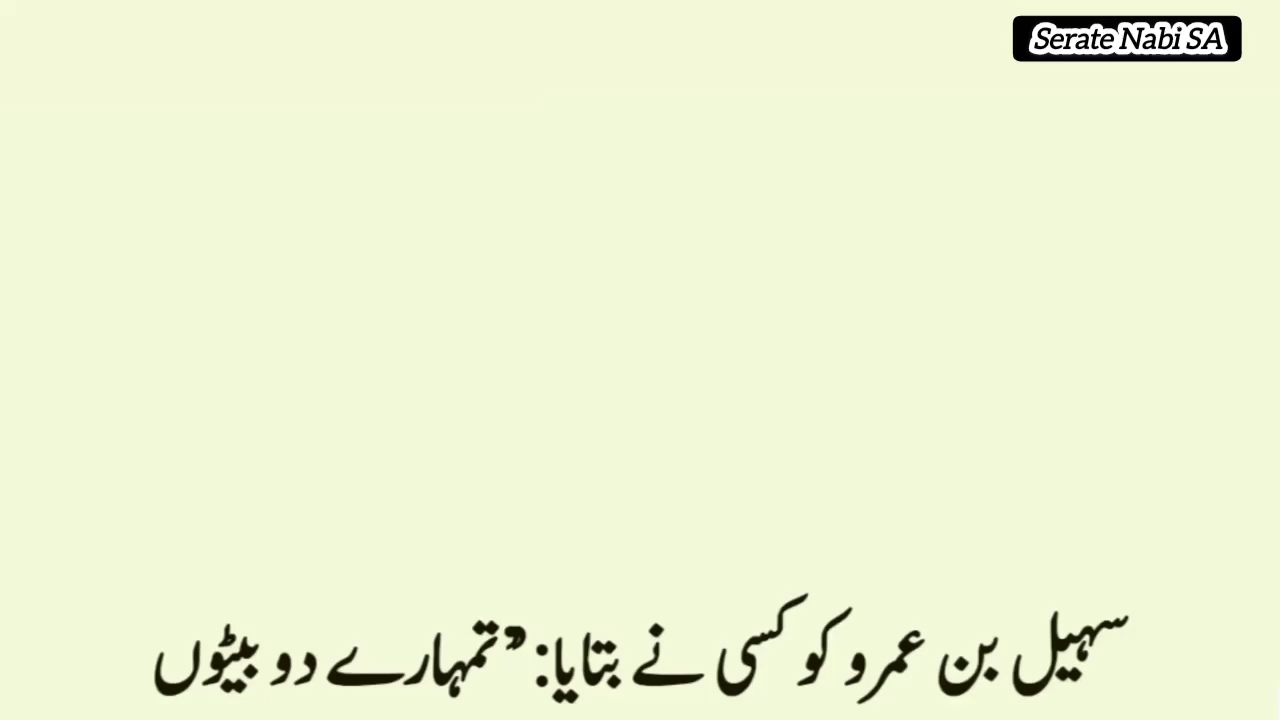 Serate Nabi SA
سہیل بن عمرو کو کسی نے بتایا: ”تمہارے دو بیٹوں